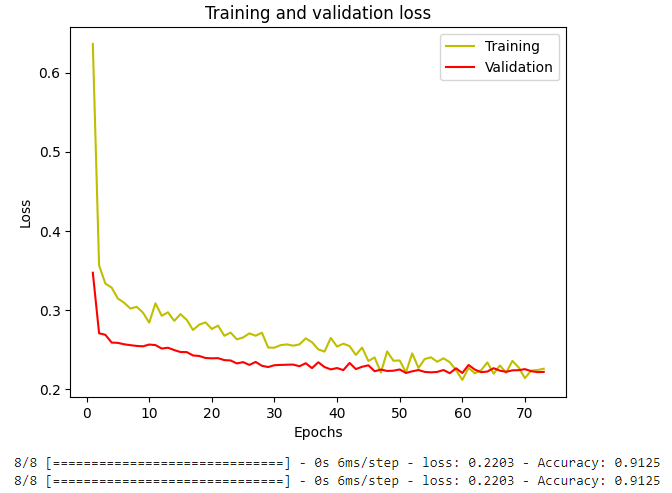 Training and validation loss
Training
Validation
0.6
0.5
0.4
0.3
0.2
Loss
0 10 20 30 40 50 60 70
Epochs
8/8 [==============================] - 0s 6ms/step - loss: 0.2203 - Accuracy: 0.9125
8/8 [==============================] - 0s 6ms/step - loss: 0.2203 - Accuracy: 0.9125